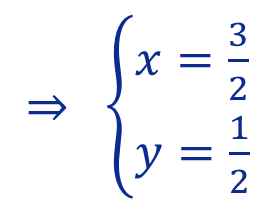 ⇒ { x = 3/2
y = 1/2